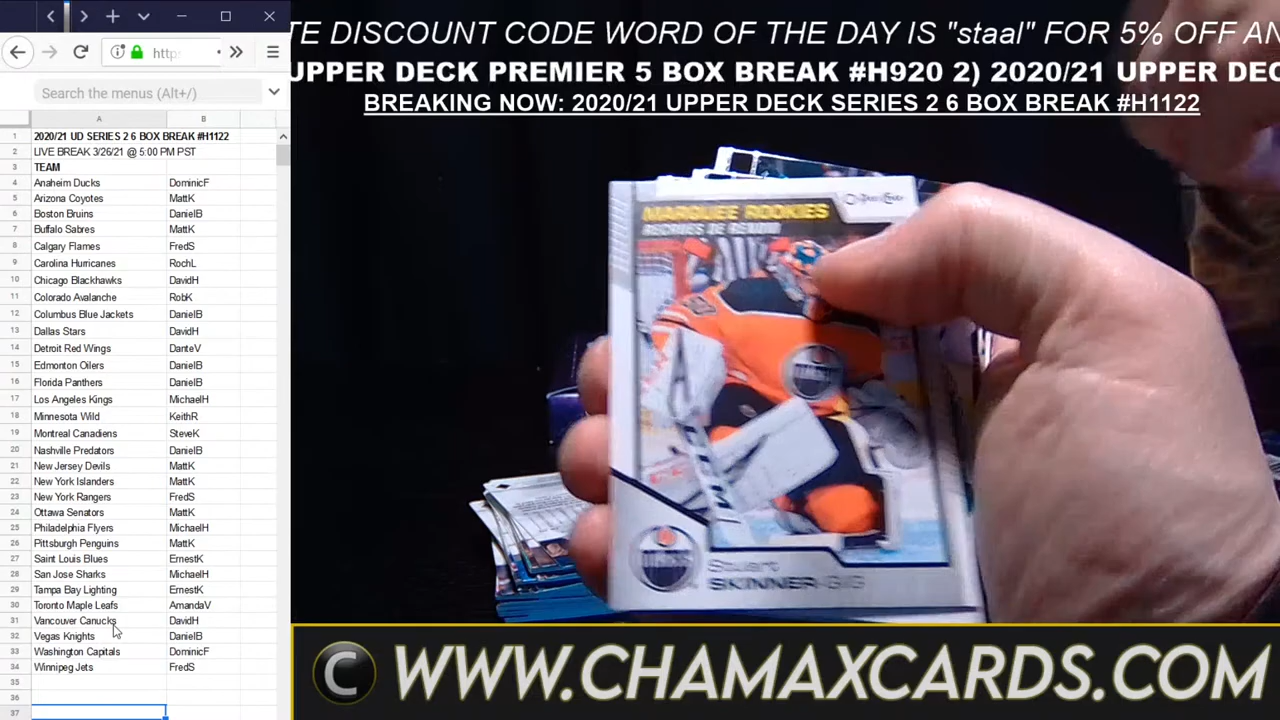 https:
Search the menus (Alt+/)
A B
1 2020/21 UD SERIES 2 6 BOX BREAK #H1122
2 LIVE BREAK 3/26/21 @ 5:00 PM PST
3 TEAM
4 Anaheim Ducks DominicF
5 Arizona Coyotes MattK
6 Boston Bruins DanielB
7 Buffalo Sabres MattK
8 Calgary Flames FredS
9 Carolina Hurricanes RochL
10 Chicago Blackhawks DavidH
11 Colorado Avalanche RobK
12 Columbus Blue Jackets DanielB
13 Dallas Stars DavidH
14 Detroit Red Wings DanteV
15 Edmonton Oilers DanielB
16 Florida Panthers DanielB
17 Los Angeles Kings MichaelH
18 Minnesota Wild KeithR
19 Montreal Canadiens SteveK
20 Nashville Predators DanielB
21 New Jersey Devils MattK
22 New York Islanders MattK
23 New York Rangers FredS
24 Ottawa Senators MattK
25 Philadelphia Flyers MichaelH
26 Pittsburgh Penguins MattK
27 Saint Louis Blues ErnestK
28 San Jose Sharks MichaelH
29 Tampa Bay Lighting ErnestK
30 Toronto Maple Leafs AmandaV
31 Vancouver Canucks DavidH
32 Vegas Knights DanielB
33 Washington Capitals DominicF
34 Winnipeg Jets FredS
35
36
37
TE DISCOUNT CODE WORD OF THE DAY IS "staal" FOR 5% OFF AN
UPPER DECK PREMIER 5 BOX BREAK #H920 2) 2020/21 UPPER DEC
BREAKING NOW: 2020/21 UPPER DECK SERIES 2 6 BOX BREAK #H1122
MARQUEE ROOKIES
O-Pee-Chee
OILERS
Stuart
SKINNER-G/G
C WWW.CHAMAXCARDS.COM